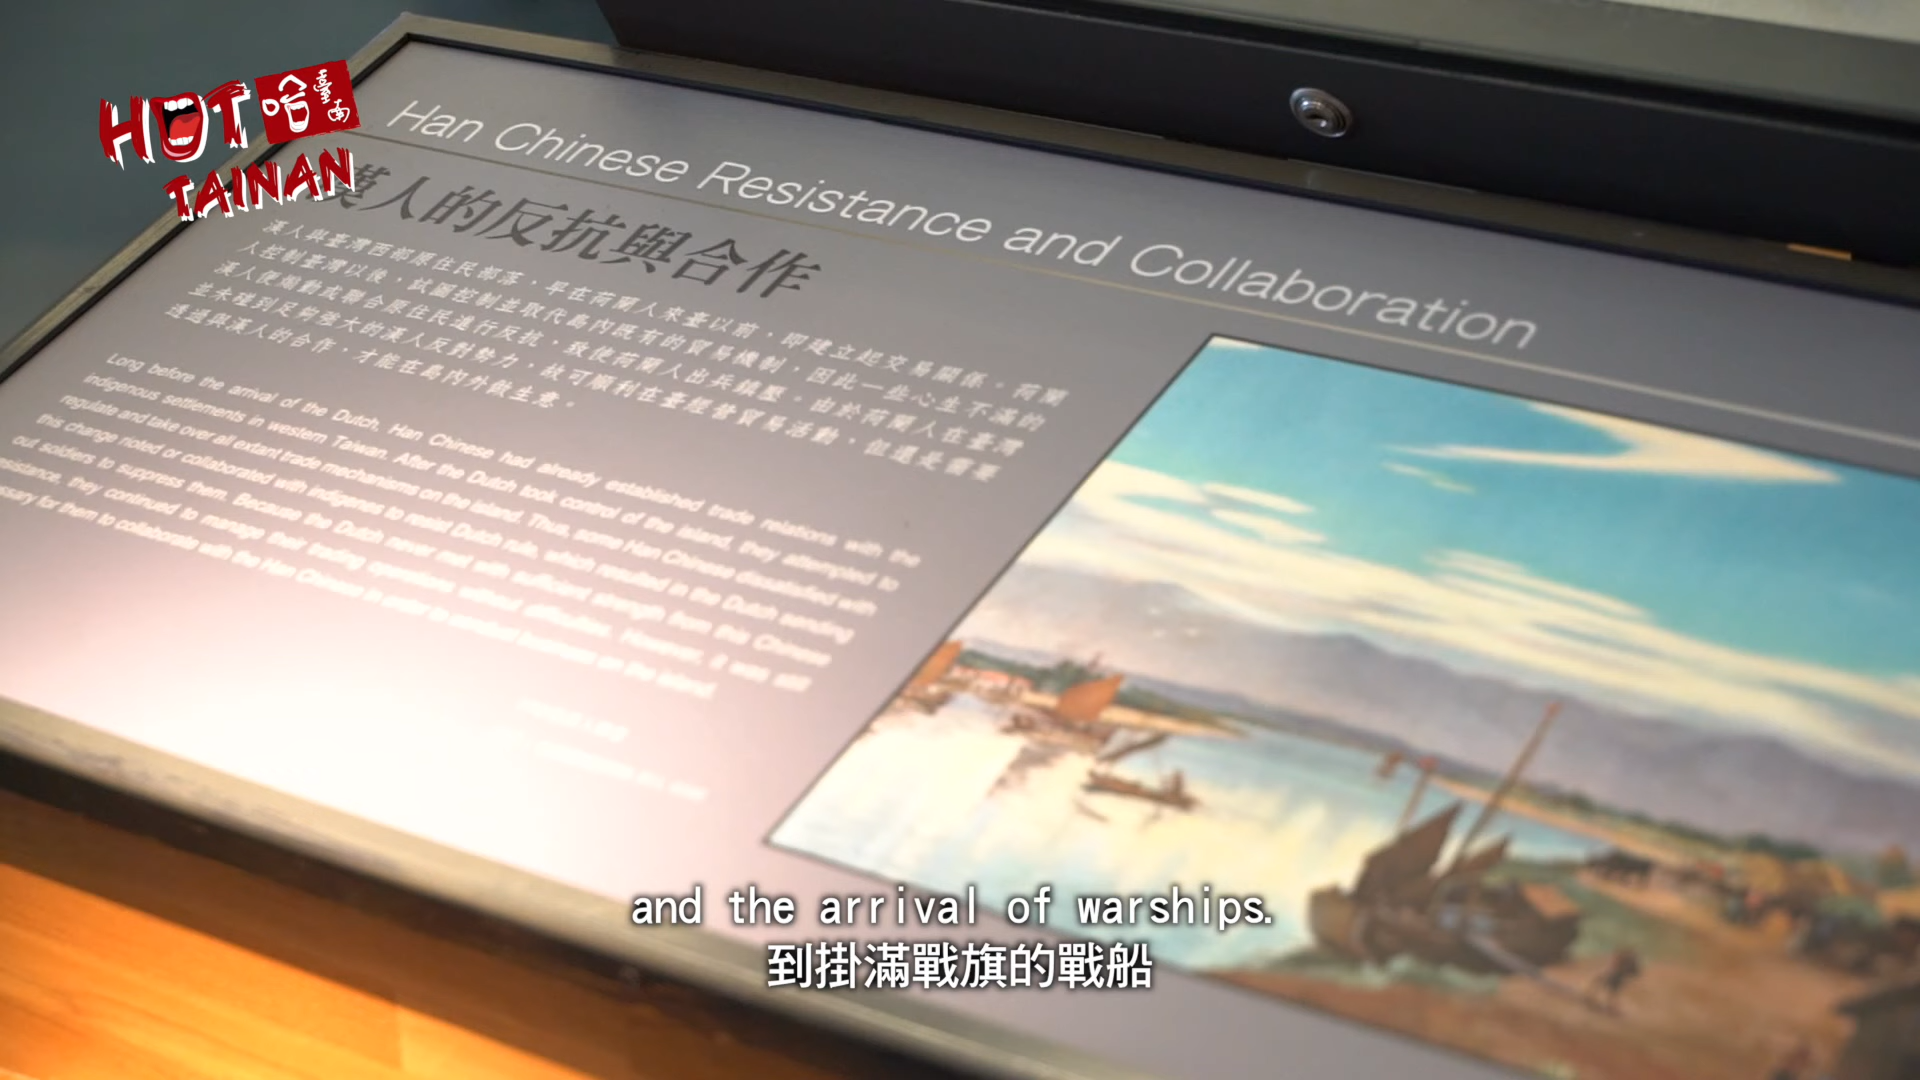 HOT哈臺南
TAINAN
Han Chinese Resistance and Collaboration
漢人的反抗與合作
漢人與臺灣西部原住民部落，早在荷蘭人來臺以前，即建立起交易關係。荷蘭
人控制臺灣以後，試圖控制並取代島內既有的貿易機制，因此一些心生不滿的
漢人便煽動或聯合原住民進行反抗，致使荷蘭人出兵鎮壓。由於荷蘭人在臺灣
並未碰到足夠強大的漢人反對勢力，故可順利在臺經營貿易活動，但還是需要
透過與漢人的合作，才能在島內外做生意。
Long before the arrival of the Dutch, Han Chinese had already established trade relations with the
indigenous settlements in western Taiwan. After the Dutch took control of the island, they attempted to
regulate and take over all extant trade mechanisms on the island. Thus, some Han Chinese dissatisfied with
this change rioted or collaborated with indigenes to resist Dutch rule, which resulted in the Dutch sending
out soldiers to suppress them. Because the Dutch never met with sufficient strength from this Chinese
sistance, they continued to manage their trading operations without difficulties. However, it was still
ssary for them to collaborate with the Han Chinese in order to conduct business on the island.
and the arrival of warships.
到掛滿戰旗的戰船